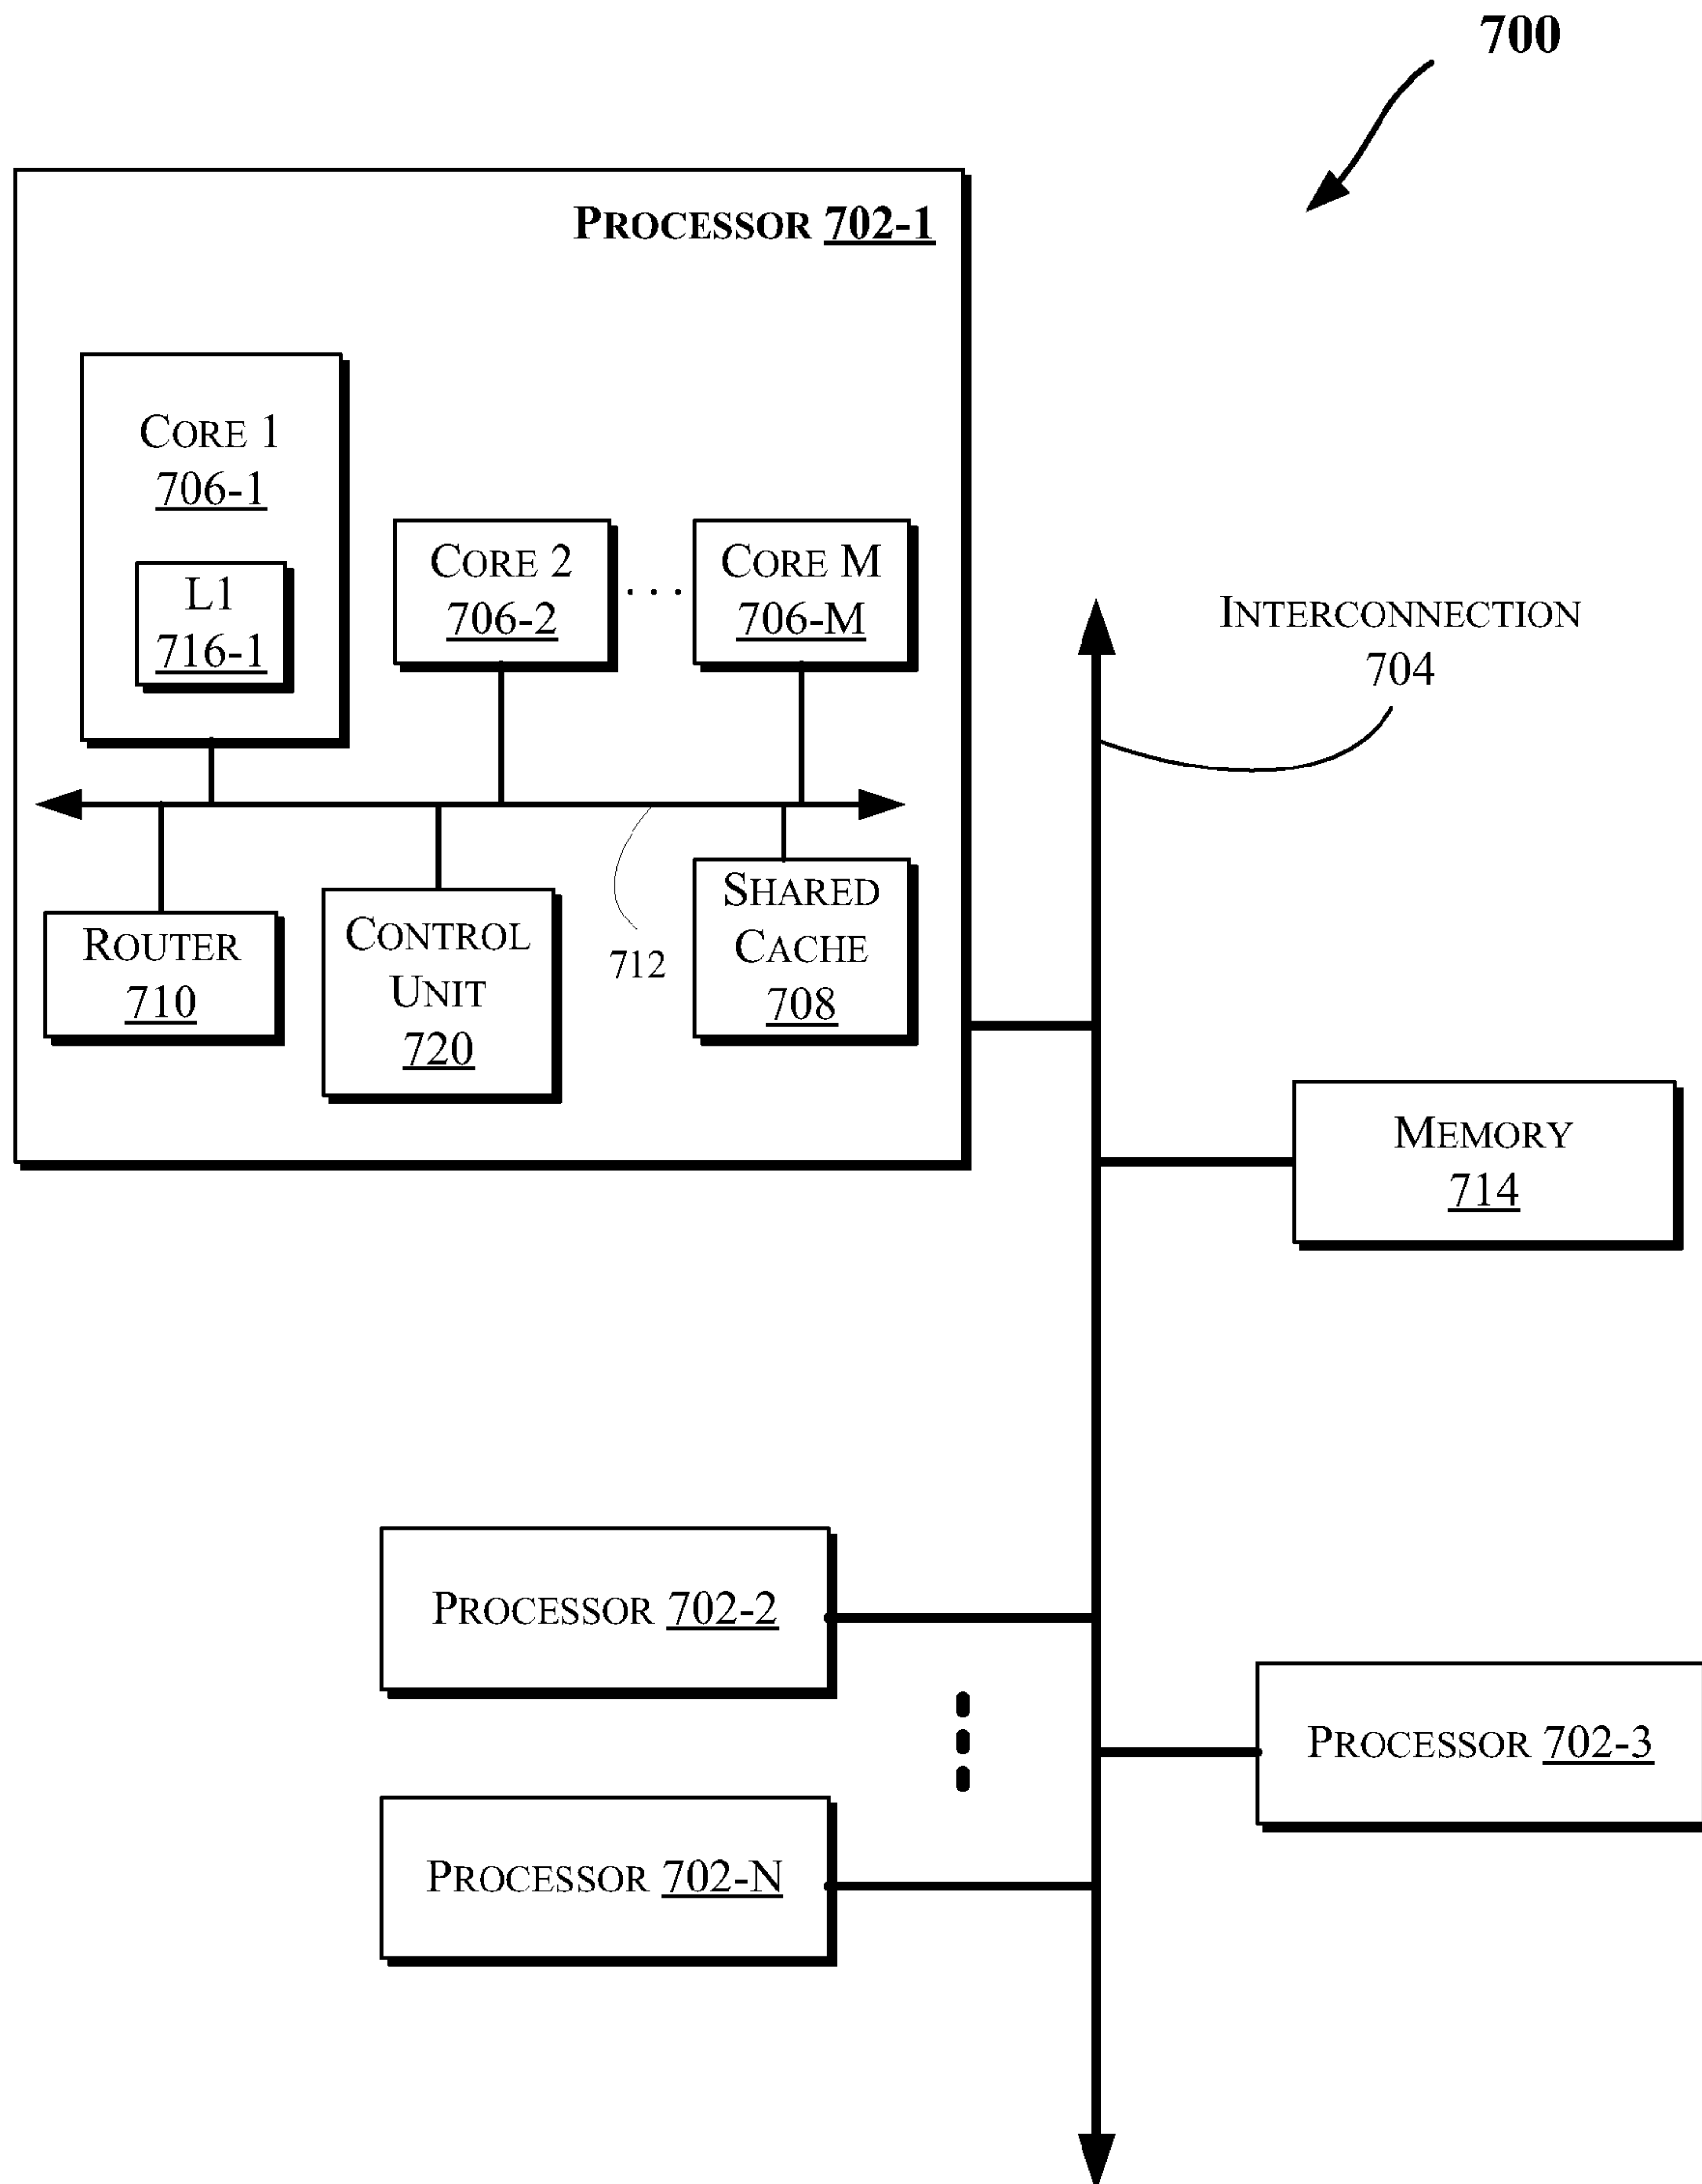 700
PROCESSOR 702-1
CORE 1
706-1
L1
716-1
CORE 2
706-2
. . .
CORE M
706-M
INTERCONNECTION
704
ROUTER
710
CONTROL
UNIT
720
712
SHARED
CACHE
708
MEMORY
714
PROCESSOR 702-2
PROCESSOR 702-3
PROCESSOR 702-N